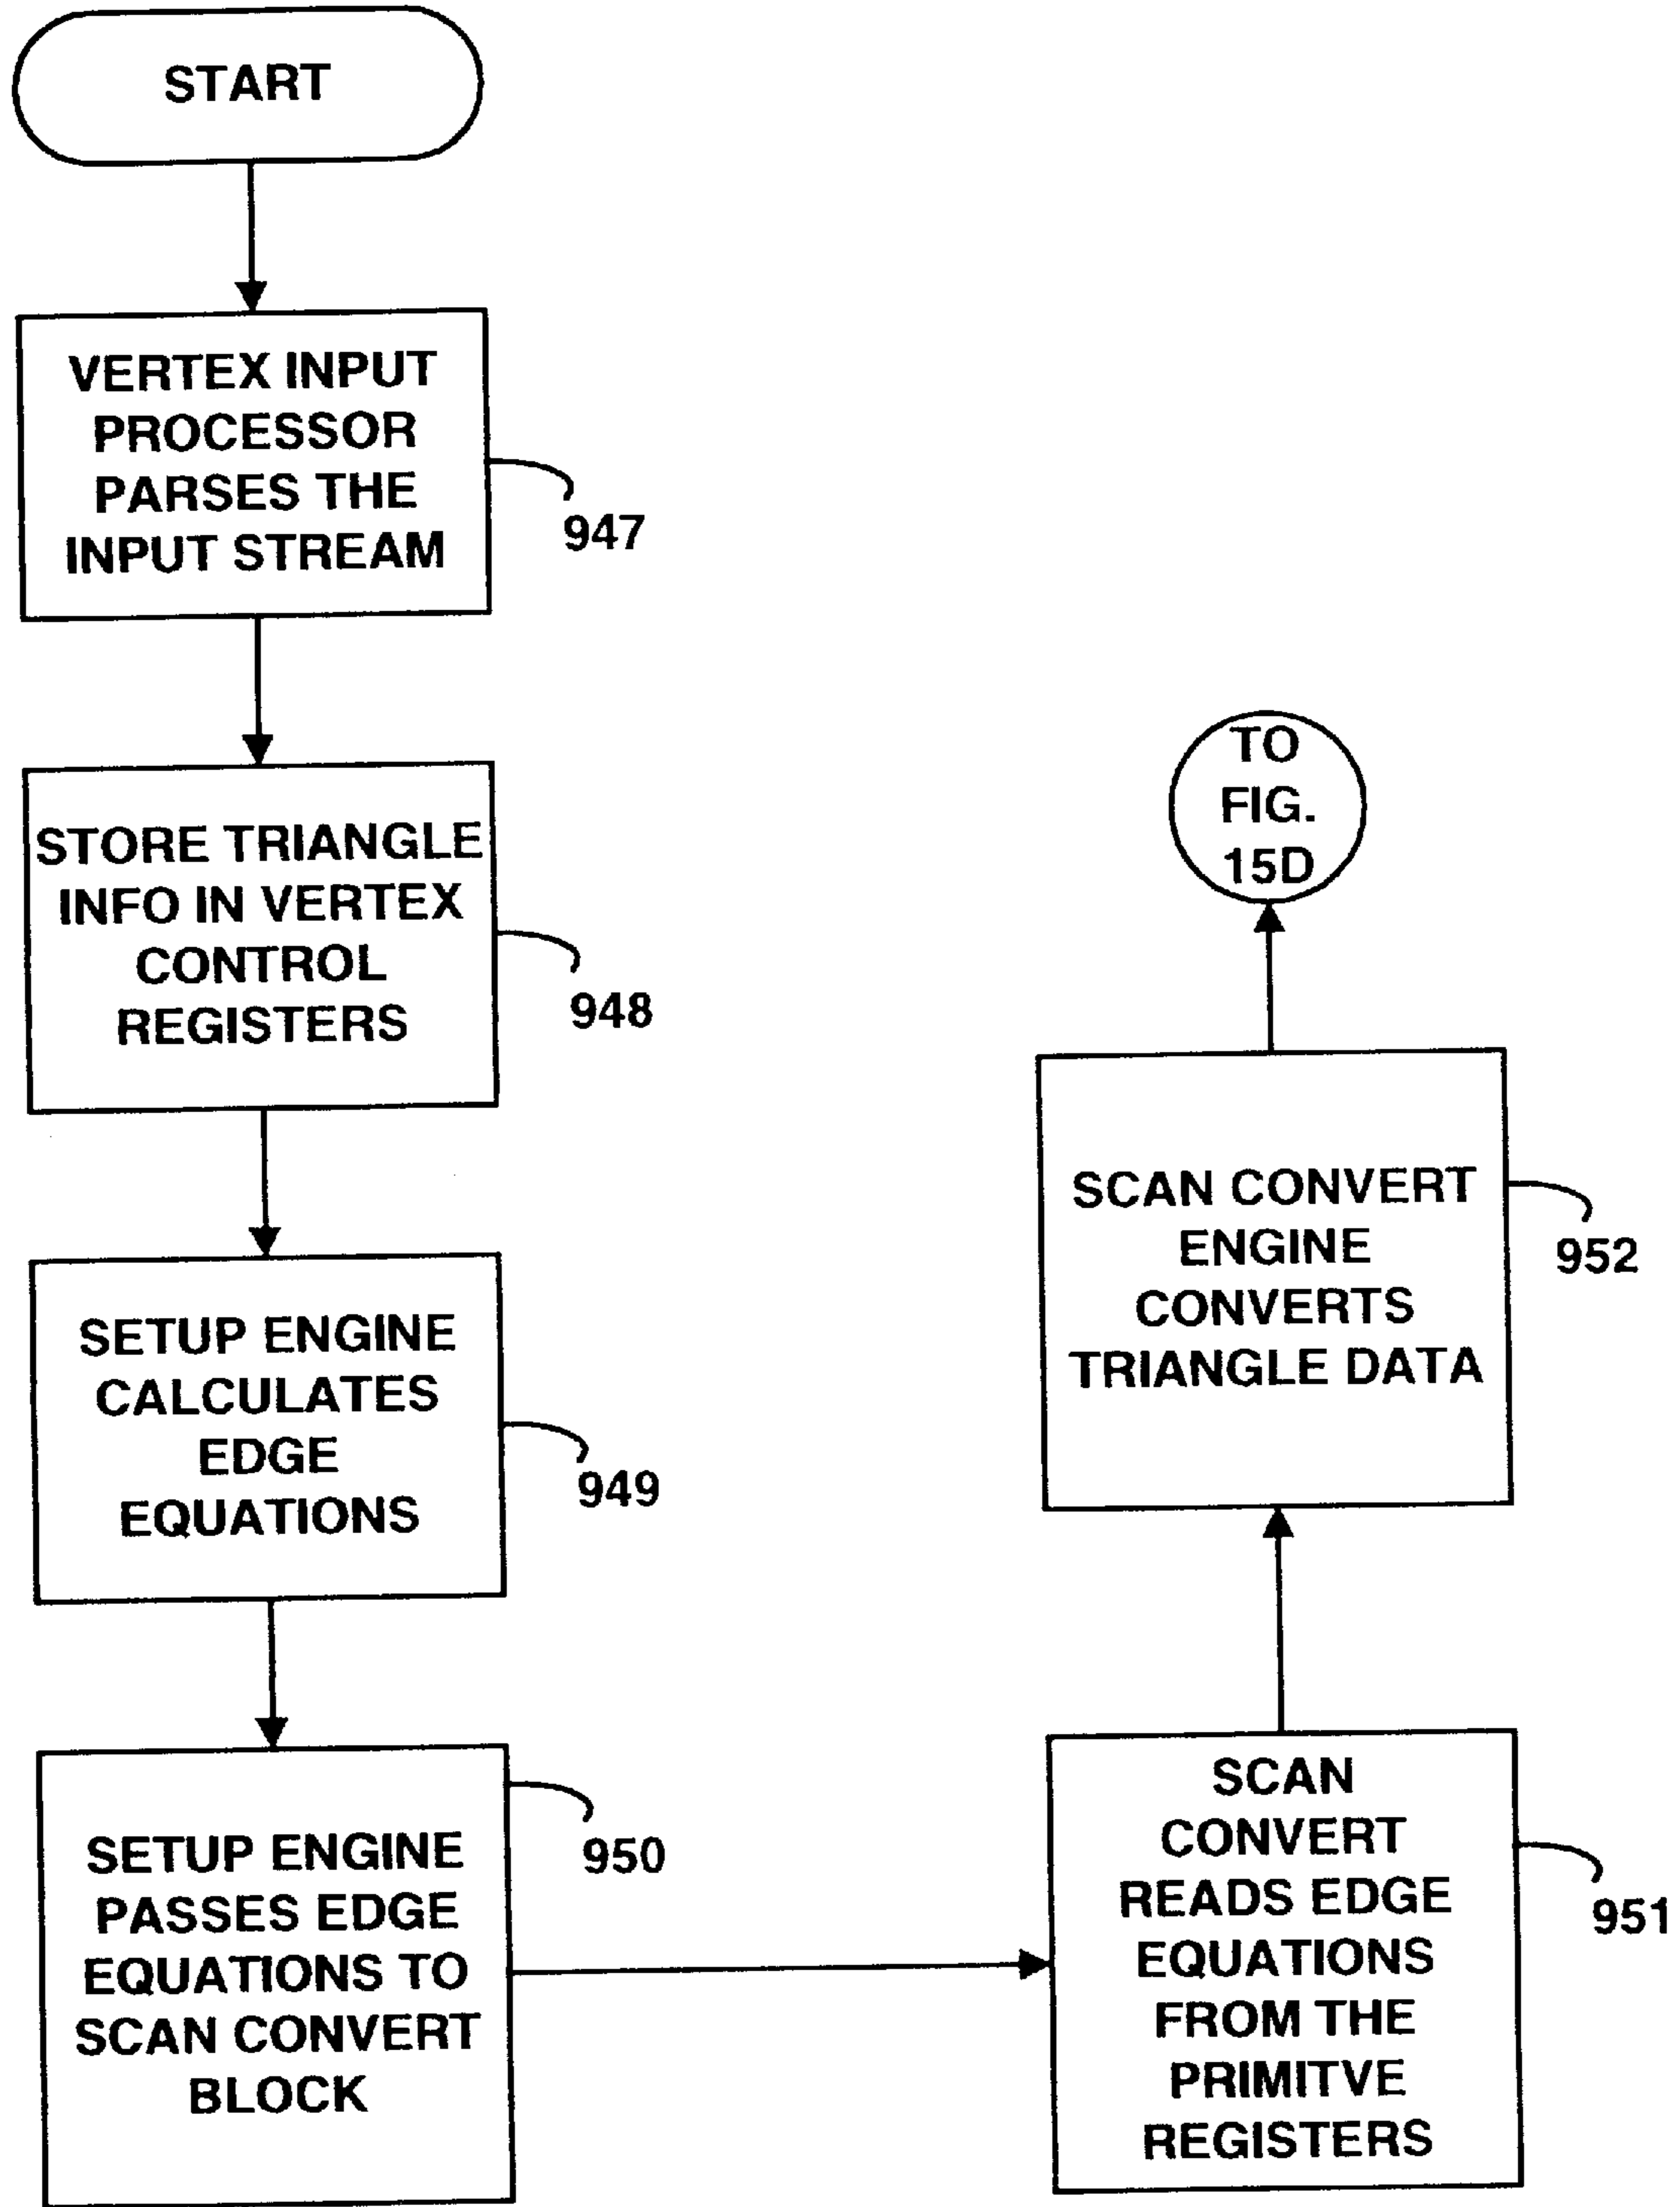 START
VERTEX INPUT
PROCESSOR
PARSES THE
INPUT STREAM
947
STORE TRIANGLE
INFO IN VERTEX
CONTROL
REGISTERS
948
SETUP ENGINE
CALCULATES
EDGE
EQUATIONS
949
SETUP ENGINE
PASSES EDGE
EQUATIONS TO
SCAN CONVERT
BLOCK
950
SCAN
CONVERT
READS EDGE
EQUATIONS
FROM THE
PRIMITVE
REGISTERS
951
SCAN CONVERT
ENGINE
CONVERTS
TRIANGLE DATA
952
TO
FIG.
15D